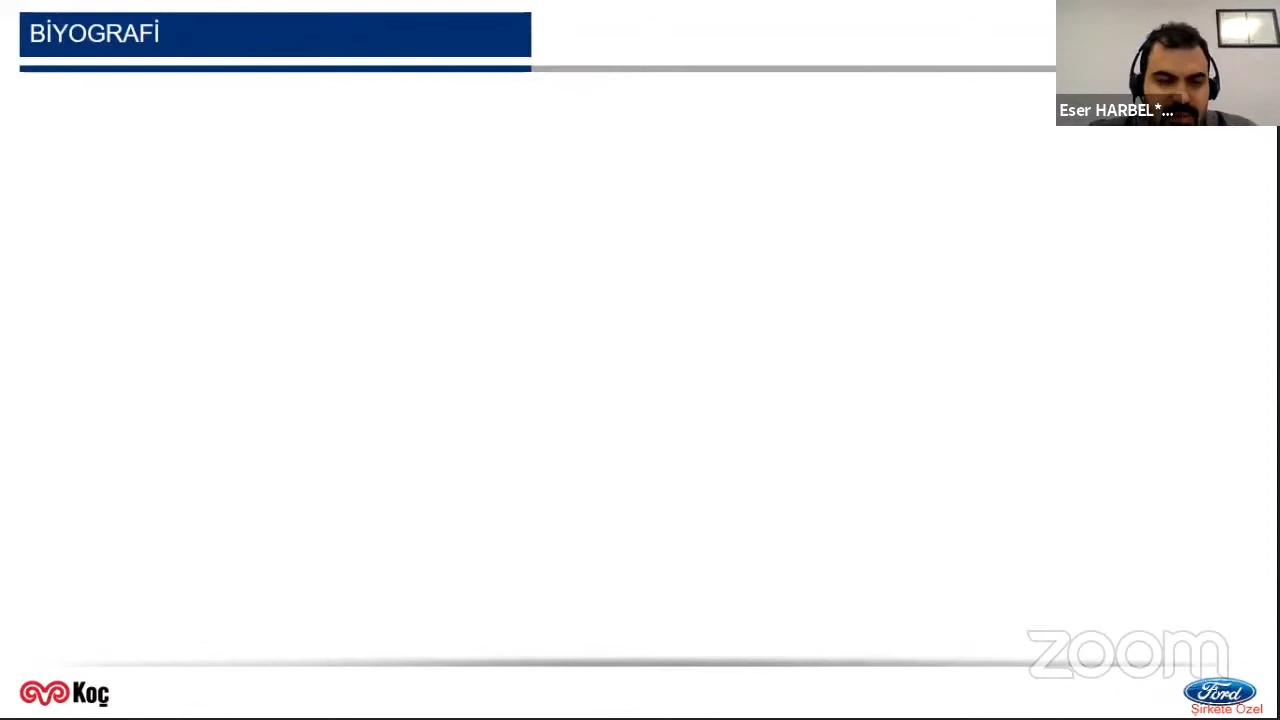 BİYOGRAFİ
Eser HARBEL*...
zoom
Koç
Ford
Şirkete Özel